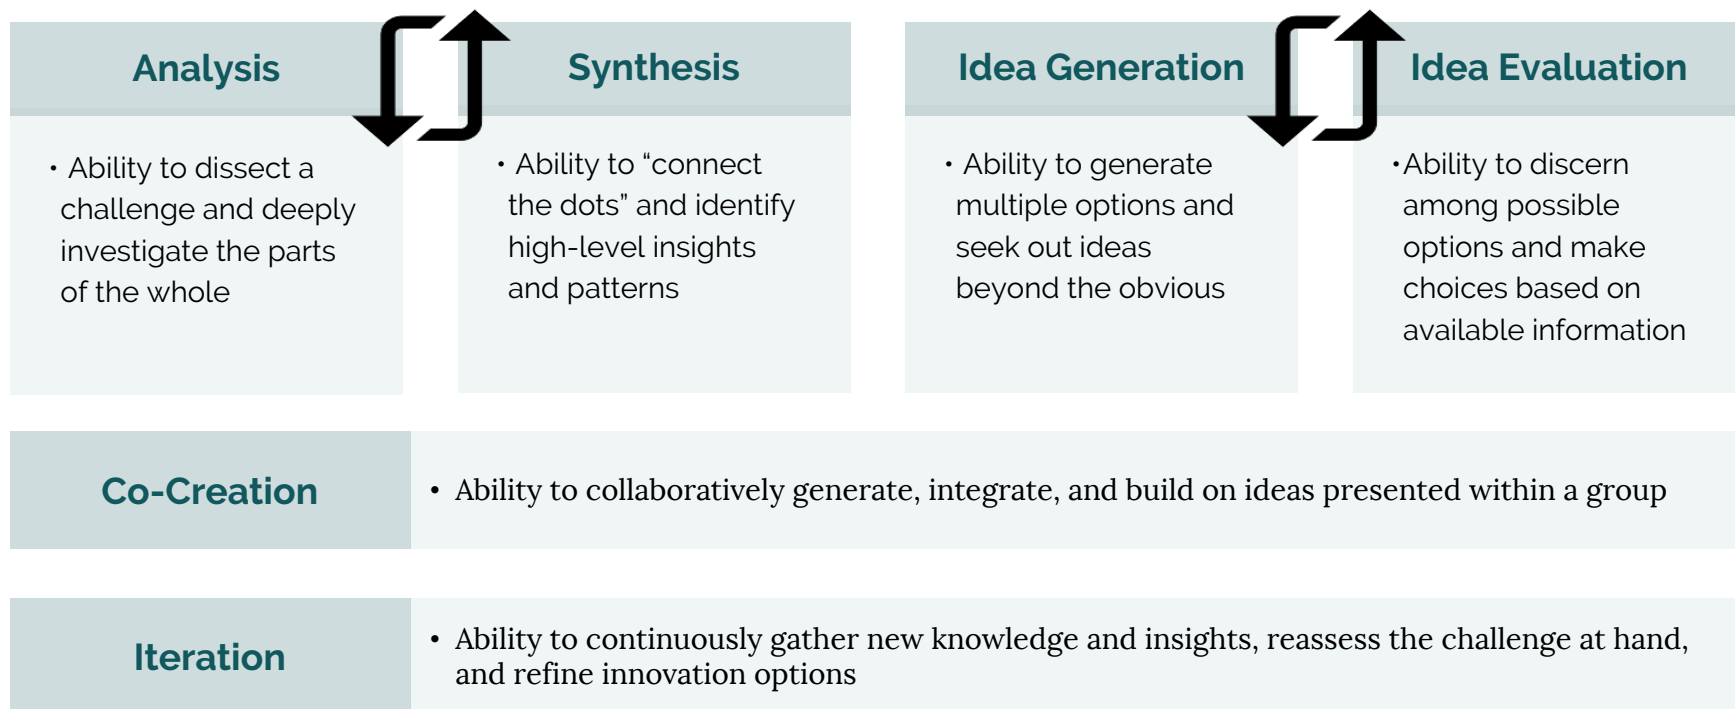 Analysis
• Ability to dissect a
challenge and deeply
investigate the parts
of the whole
Synthesis
• Ability to “connect
the dots” and identify
high-level insights
and patterns
Idea Generation
• Ability to generate
multiple options and
seek out ideas
beyond the obvious
Idea Evaluation
•Ability to discern
among possible
options and make
choices based on
available information
Co-Creation
• Ability to collaboratively generate, integrate, and build on ideas presented within a group
Iteration
• Ability to continuously gather new knowledge and insights, reassess the challenge at hand,
and refine innovation options